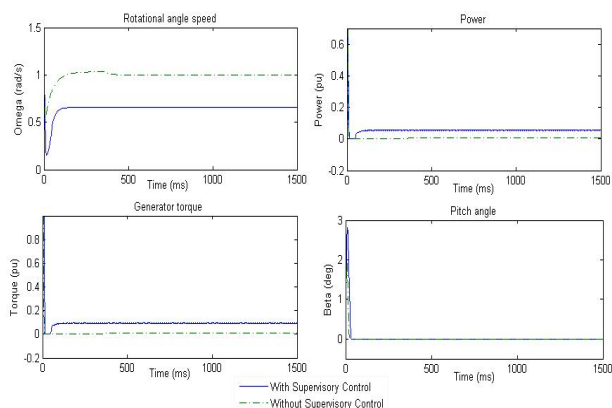 Rotational angle speed
Omega (rad/s)
1.5
1
0.5
0
0
500
1000
1500
Time (ms)
Power
Power (pu)
0.6
0.4
0.2
0
-0.2
0
500
1000
1500
Time (ms)
Generator torque
Torque (pu)
0.8
0.6
0.4
0.2
0
-0.2
0
500
1000
1500
Time (ms)
Pitch angle
Beta (deg)
3
2
1
0
-1
0
500
1000
1500
Time (ms)
With Supervisory Control
Without Supervisory Control